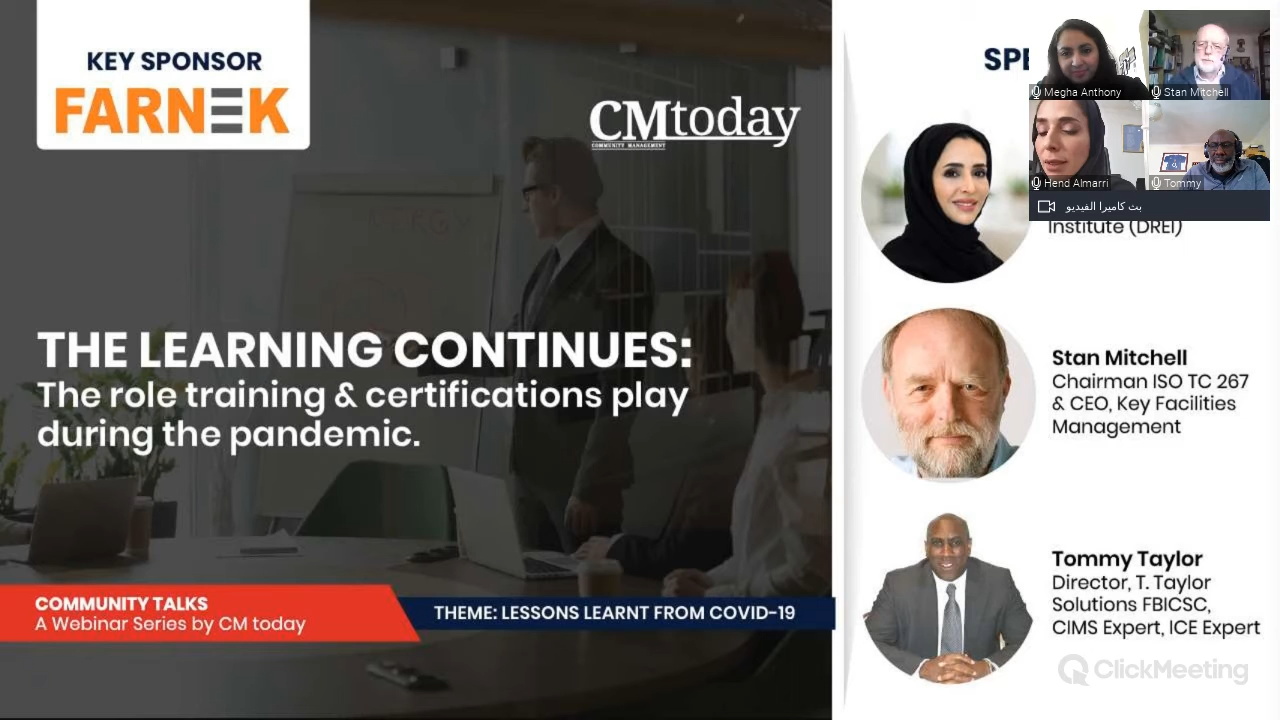 KEY SPONSOR
FARNEK
CMtoday
COMMUNITY MANAGEMENT
THE LEARNING CONTINUES:
The role training & certifications play
during the pandemic.
COMMUNITY TALKS
A Webinar Series by CM today
THEME: LESSONS LEARNT FROM COVID-19
SPE
Megha Anthony
Stan Mitchell
Hend Almarri
Tommy
بث كاميرا الفيديو
Institute (DREI)
Stan Mitchell
Chairman ISO TC 267
& CEO, Key Facilities
Management
Tommy Taylor
Director, T. Taylor
Solutions FBICSC,
CIMS Expert, ICE Expert
ClickMeeting